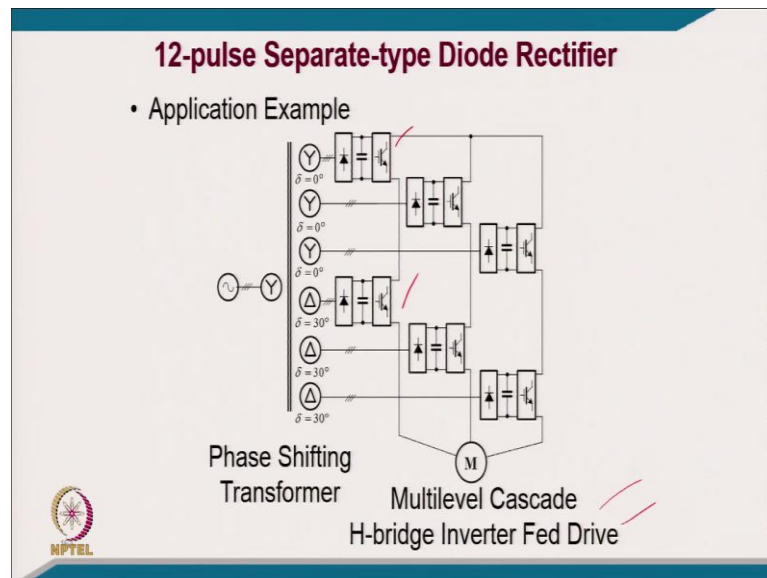 12-pulse Separate-type Diode Rectifier
• Application Example
Y
δ = 0°
Y
δ = 0°
Y
δ = 0°
Y
Δ
δ = 30°
Δ
δ = 30°
Δ
δ = 30°
M
Phase Shifting
Transformer
Multilevel Cascade
H-bridge Inverter Fed Drive
NPTEL